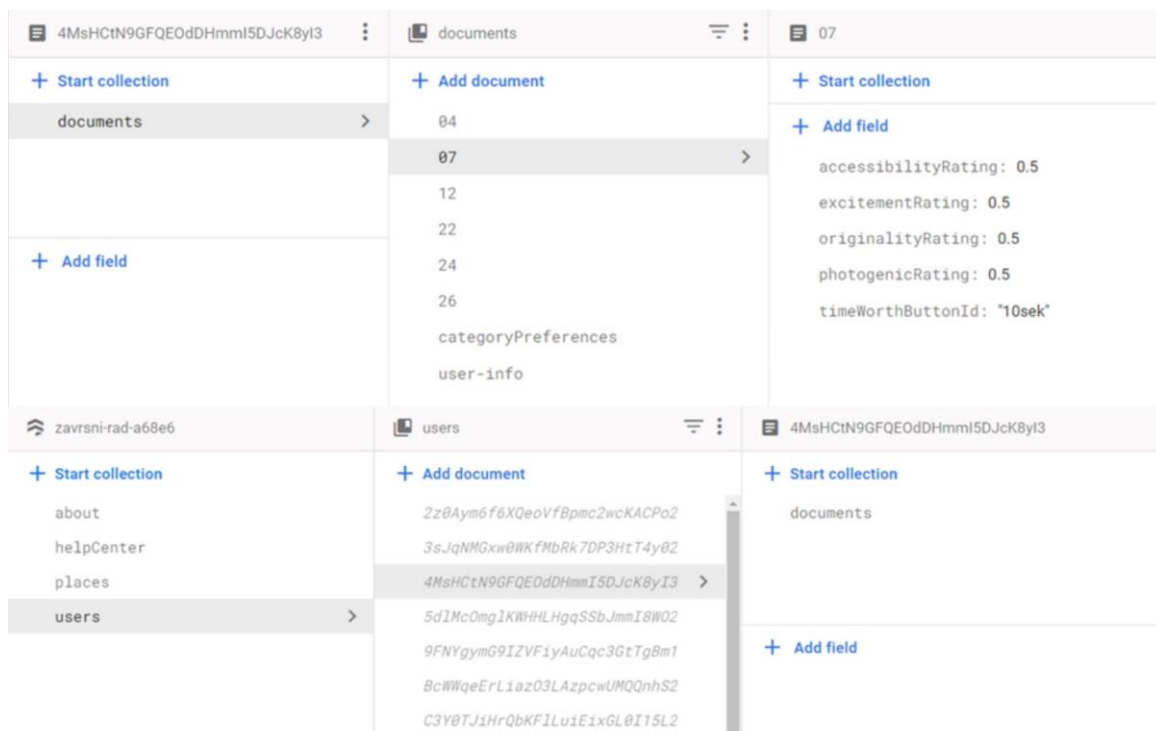 4MsHCtN9GFQEOdDHmmI5DJcK8yI3
+ Start collection
documents
+ Add field
documents
+ Add document
04
07
12
22
24
26
categoryPreferences
user-info
07
+ Start collection
+ Add field
accessibilityRating: 0.5
excitementRating: 0.5
originalityRating: 0.5
photogenicRating: 0.5
timeWorthButtonId: "10sek"
zavrsni-rad-a68e6
+ Start collection
about
helpCenter
places
users
users
+ Add document
2z0Aym6f6XQeoVfBpmc2wcKACPo2
3sJqNMGxw0WKfMbRk7DP3HtT4y02
4MsHCtN9GFQEOdDHmmI5DJcK8yI3
5dlMcOmglKWHHLHgqSSbJmmI8WO2
9FNYgymG9IZVFiyAuCqc3GtTgBm1
BcWWqeErLiazO3LAzpcwUMQQnhS2
C3Y0TJiHrQbKFlLuiEixGL0I15L2
4MsHCtN9GFQEOdDHmmI5DJcK8yI3
+ Start collection
documents
+ Add field